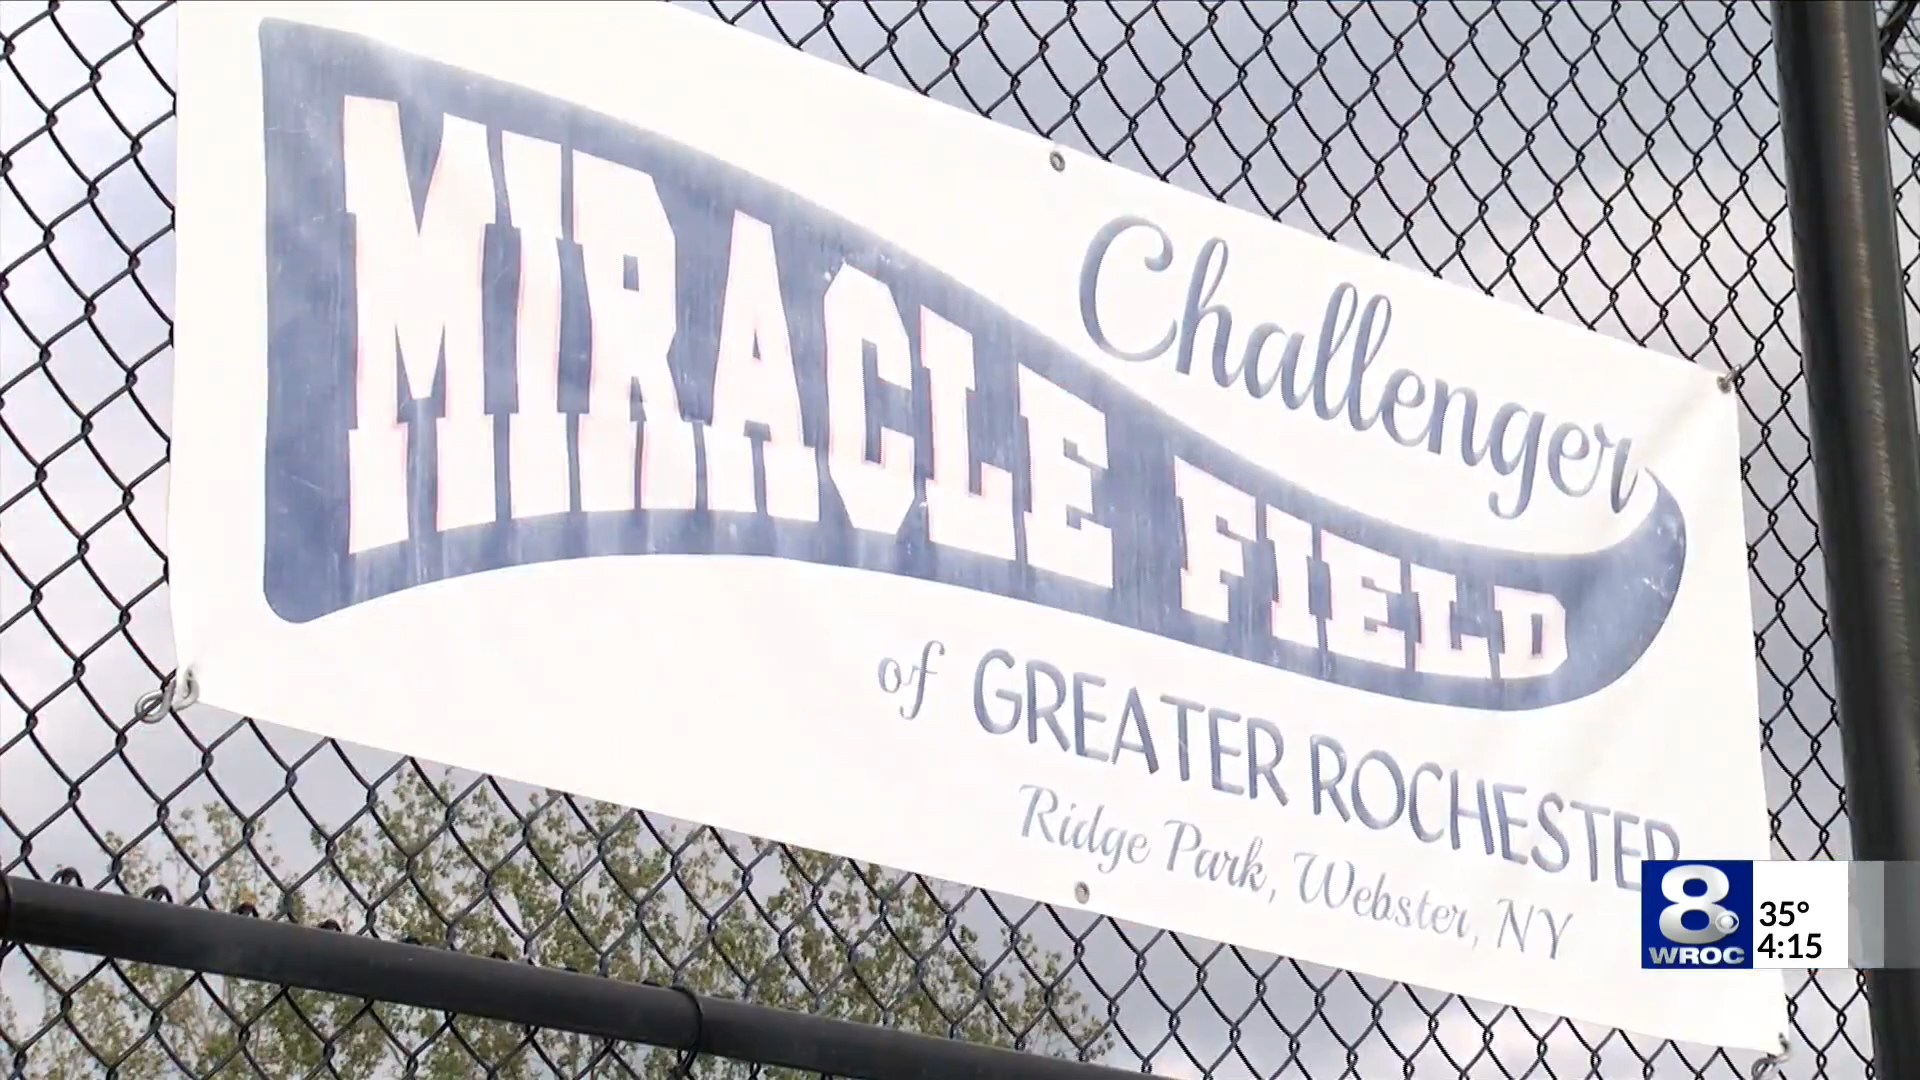 Challenger
MIRACLE FIELD
of GREATER ROCHESTER
Ridge Park, Webster, NY
8
WROC
35°
4:15